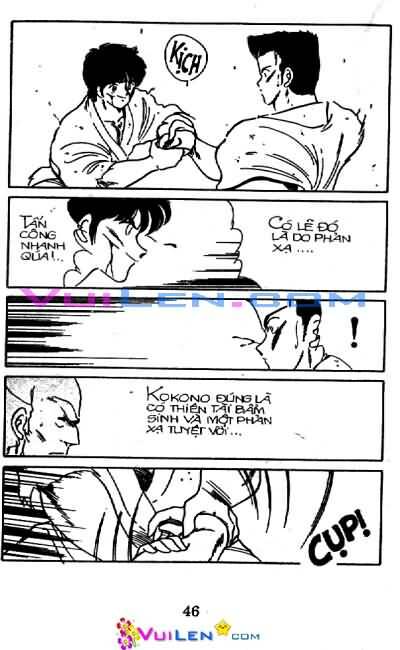 KỊCH
TẤN
CÔNG
NHANH
QUÁ!..
CÓ LẼ ĐÓ
LÀ DO PHẢN
XẠ ....
VUILEN.COM
!
KOKONO ĐÚNG LÀ
CÓ THIÊN TÀI BẨM
SINH VÀ MỘT PHẢN
XẠ TUYỆT VỜI...
CỤP!
46
VUILEN.COM